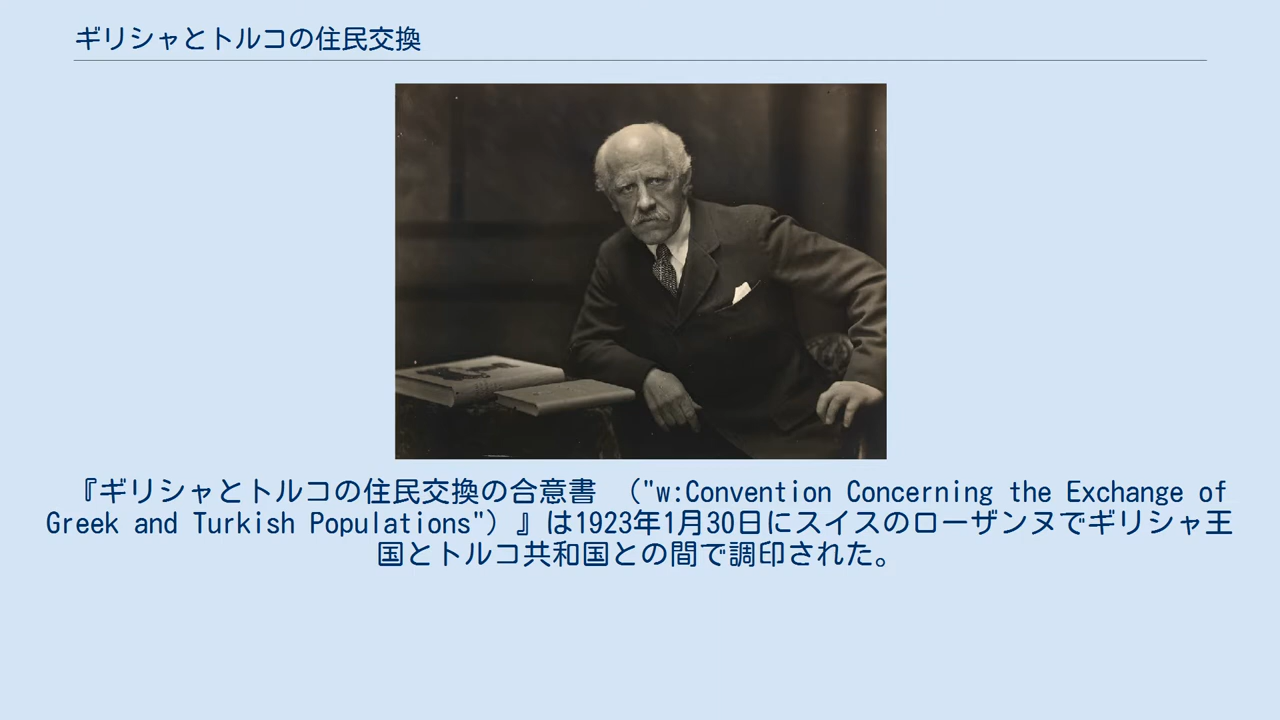 ギリシャとトルコの住民交換
『ギリシャとトルコの住民交換の合意書 （"w:Convention Concerning the Exchange of
Greek and Turkish Populations"）』は1923年1月30日にスイスのローザンヌでギリシャ王
国とトルコ共和国との間で調印された。